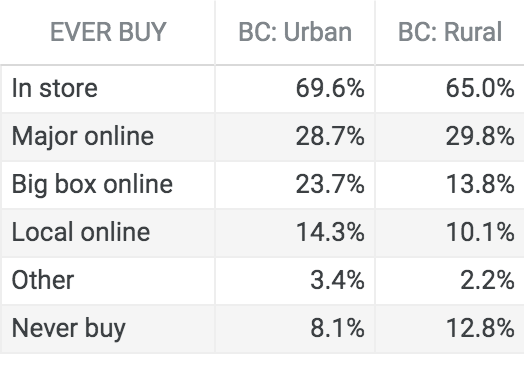 EVER BUY BC: Urban BC: Rural
In store 69.6% 65.0%
Major online 28.7% 29.8%
Big box online 23.7% 13.8%
Local online 14.3% 10.1%
Other 3.4% 2.2%
Never buy 8.1% 12.8%